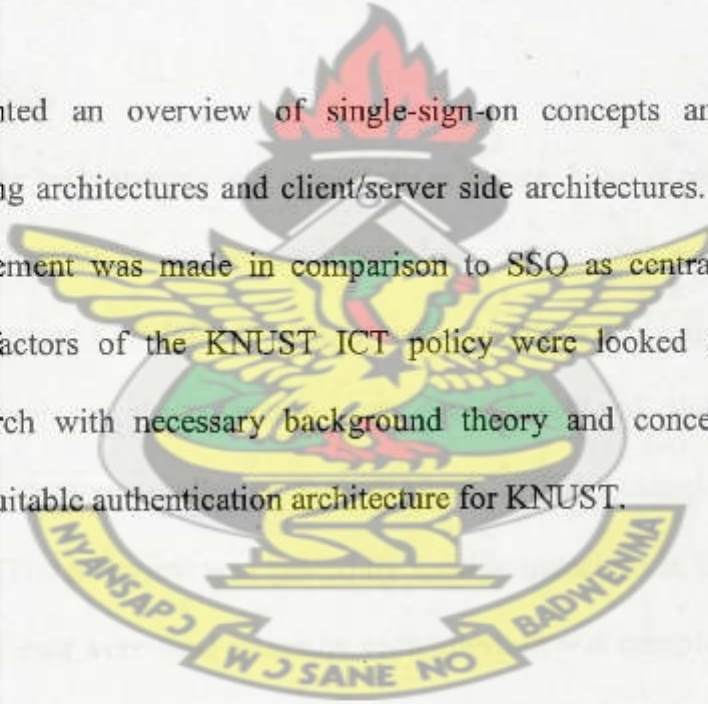 nted an overview of single-sign-on concepts an
ng architectures and client/server side architectures.
ement was made in comparison to SSO as centra
actors of the KNUST ICT policy were looked
rch with necessary background theory and conce
uitable authentication architecture for KNUST.
NYANSAPƆ WƆSANE NO BADWENMA